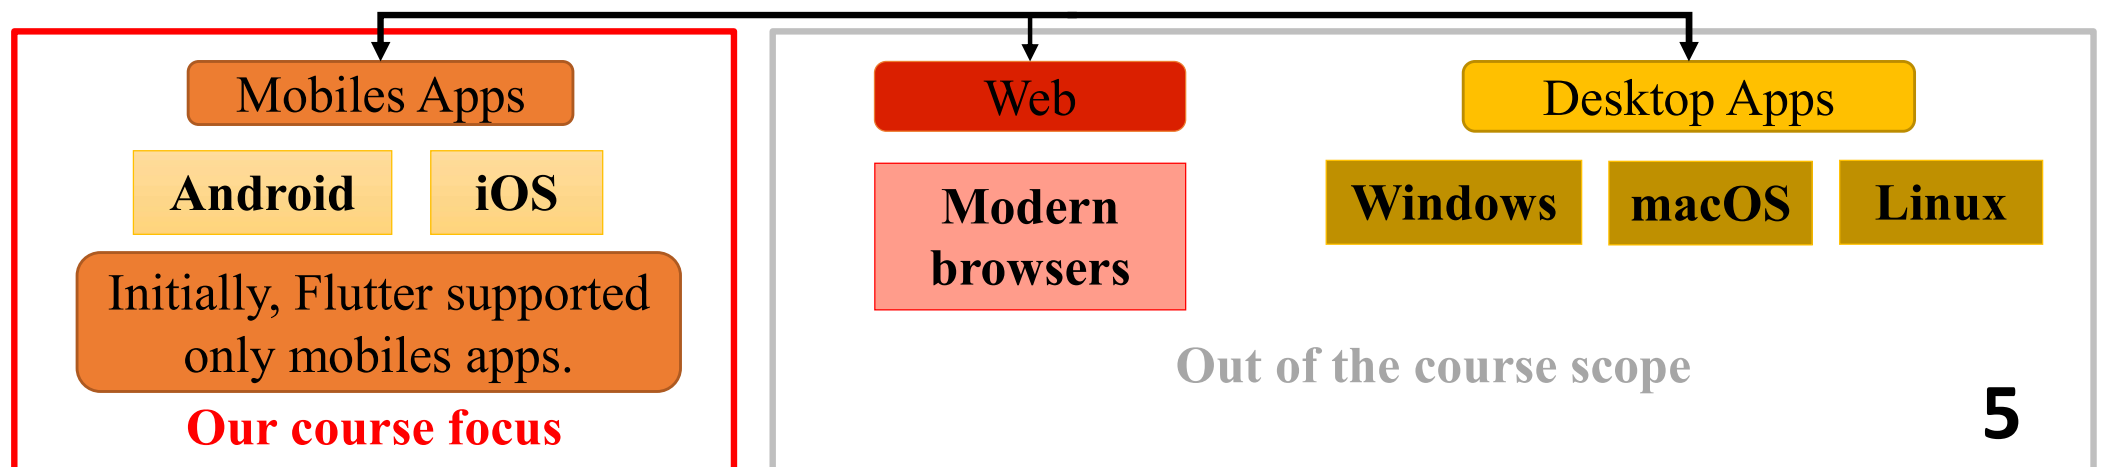 Mobiles Apps
Android
iOS
Initially, Flutter supported
only mobiles apps.
Our course focus
Web
Modern
browsers
Desktop Apps
Windows
macOS
Linux
Out of the course scope
5